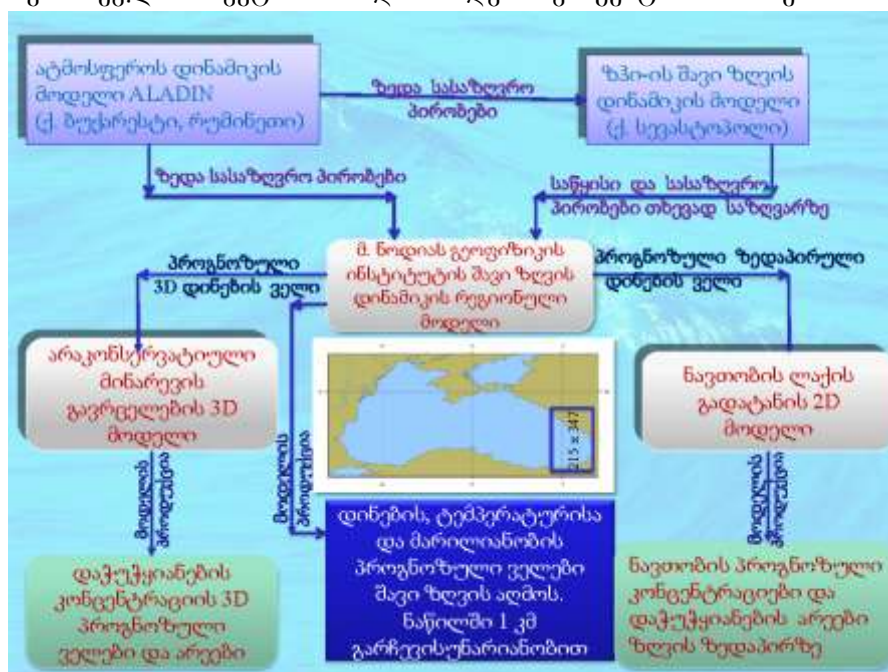 ატმოსფეროს დინამიკის
მოდელი ALADIN
(ქ. ბუქარესტი, რუმინეთი)
ზედა სასაზღვრო
პირობები
ზჰი-ის შავი ზღვის
დინამიკის მოდელი
(ქ. სევასტოპოლი)
ზედა სასაზღვრო პირობები
საწყისი და სასაზღვრო
პირობები თხევად საზღვარზე
მ. ნოდიას გეოფიზიკის
ინსტიტუტის შავი ზღვის
დინამიკის რეგიონული
მოდელი
პროგნოზული
3D დინების ველი
პროგნოზული ზედაპირული
დინების ველი
არაკონსერვატიული
მინარევის
გავრცელების 3D
მოდელი
215 x 347
ნავთობის ლაქის
გადატანის 2D
მოდელი
მოდელის
პროდუქცია
მოდელის
პროდუქცია
მოდელის
პროდუქცია
დაჭუჭყიანების
კონცენტრაციის 3D
პროგნოზული
ველები და არეები
დინების, ტემპერატურისა
და მარილიანობის
პროგნოზული ველები
შავი ზღვის აღმოს.
ნაწილში 1 კმ
გარჩევისუნარიანობით
ნავთობის პროგნოზული
კონცენტრაციები და
დაჭუჭყიანების არეები
ზღვის ზედაპირზე